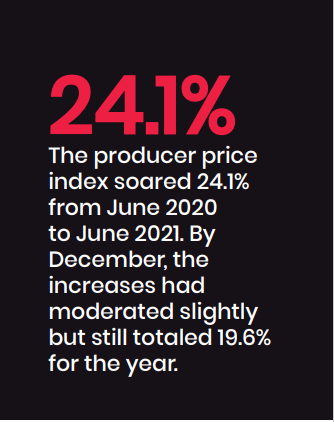 24.1%
The producer price
index soared 24.1%
from June 2020
to June 2021. By
December, the
increases had
moderated slightly
but still totaled 19.6%
for the year.